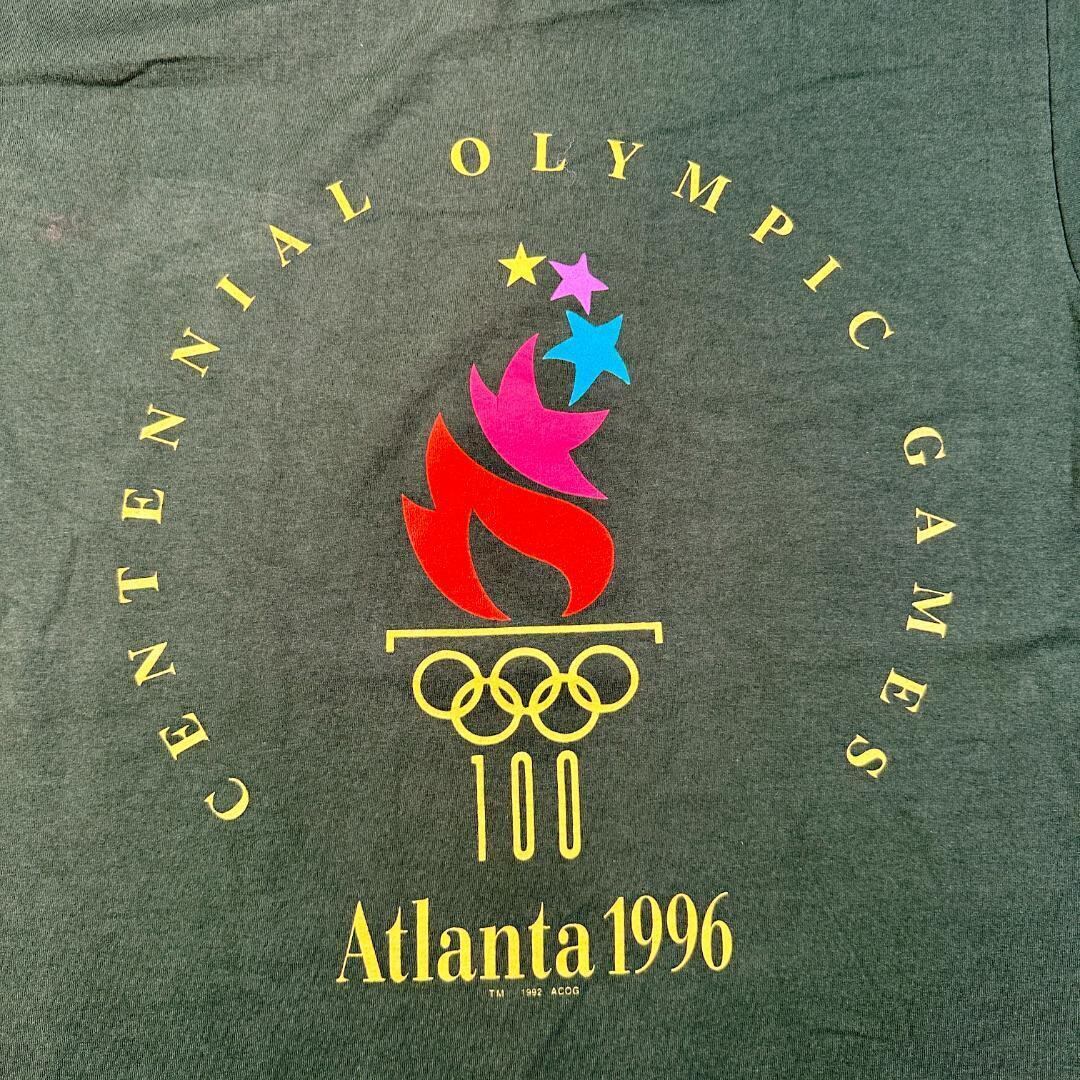 CENTENNIAL OLYMPIC GAMES
100
Atlanta 1996
TM 1992 ACOG